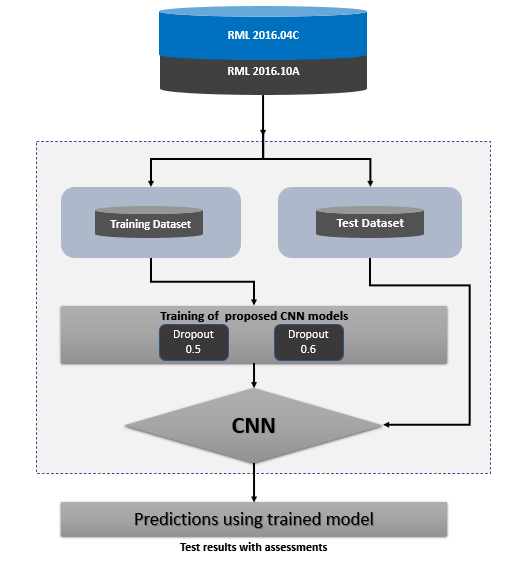 RML 2016.04C
RML 2016.10A
Training Dataset
Test Dataset
Training of proposed CNN models
Dropout
0.5
Dropout
0.6
CNN
Predictions using trained model
Test results with assessments